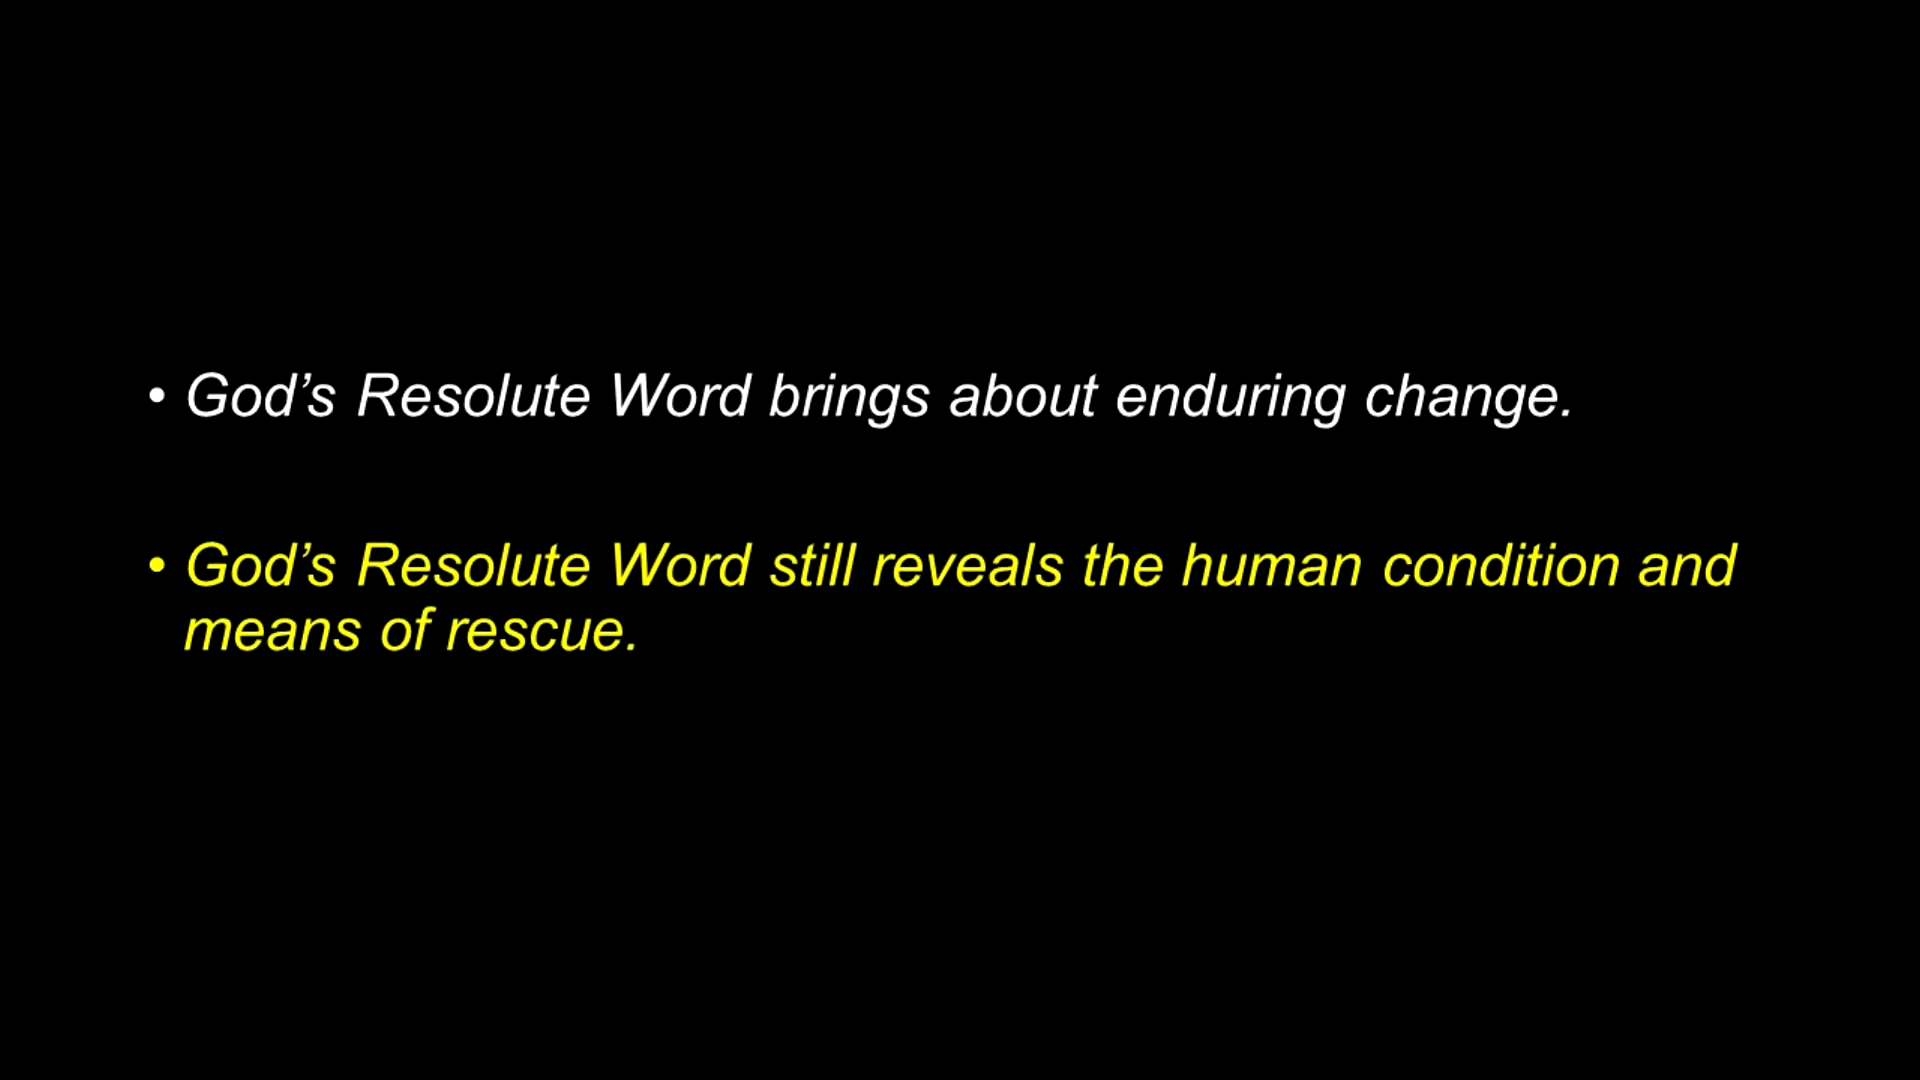 • God’s Resolute Word brings about enduring change.
• God’s Resolute Word still reveals the human condition and
means of rescue.